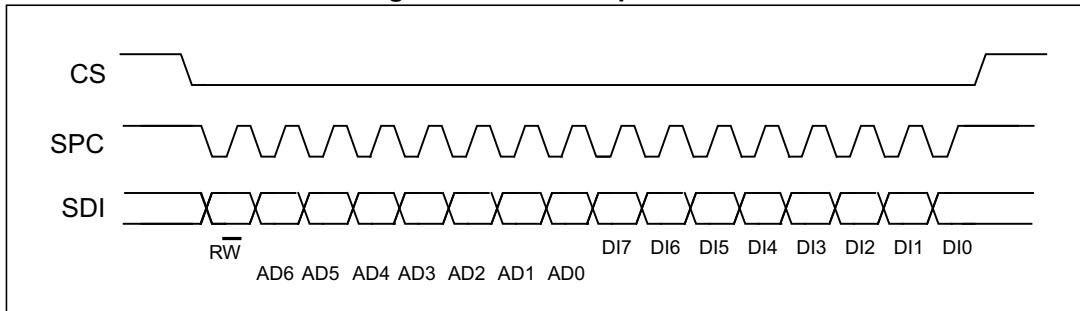 CS
SPC
SDI
RW
DI7 DI6 DI5 DI4 DI3 DI2 DI1 DI0
AD6 AD5 AD4 AD3 AD2 AD1 AD0